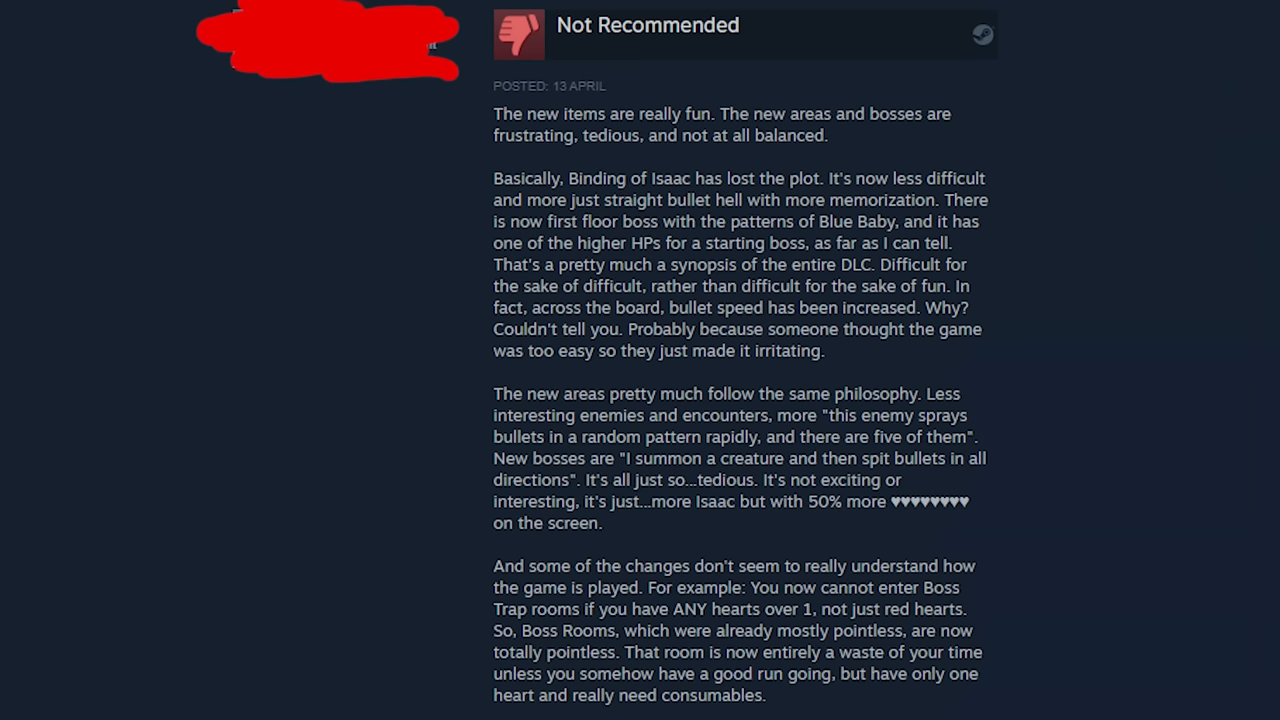 Not Recommended
POSTED: 13 APRIL
The new items are really fun. The new areas and bosses are
frustrating, tedious, and not at all balanced.
Basically, Binding of Isaac has lost the plot. It's now less difficult
and more just straight bullet hell with more memorization. There
is now first floor boss with the patterns of Blue Baby, and it has
one of the higher HPs for a starting boss, as far as I can tell.
That's a pretty much a synopsis of the entire DLC. Difficult for
the sake of difficult, rather than difficult for the sake of fun. In
fact, across the board, bullet speed has been increased. Why?
Couldn't tell you. Probably because someone thought the game
was too easy so they just made it irritating.
The new areas pretty much follow the same philosophy. Less
interesting enemies and encounters, more "this enemy sprays
bullets in a random pattern rapidly, and there are five of them".
New bosses are "I summon a creature and then spit bullets in all
directions". It's all just so...tedious. It's not exciting or
interesting, it's just...more Isaac but with 50% more ♥♥♥♥♥♥♥♥
on the screen.
And some of the changes don't seem to really understand how
the game is played. For example: You now cannot enter Boss
Trap rooms if you have ANY hearts over 1, not just red hearts.
So, Boss Rooms, which were already mostly pointless, are now
totally pointless. That room is now entirely a waste of your time
unless you somehow have a good run going, but have only one
heart and really need consumables.